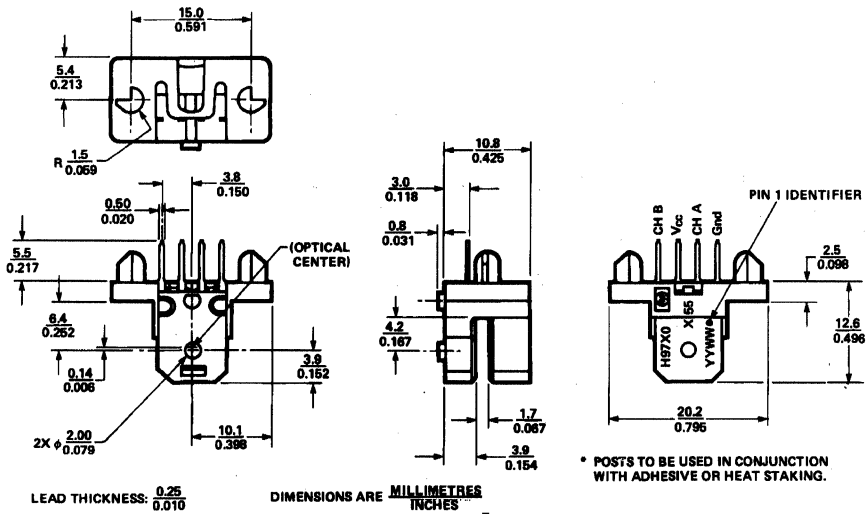 15.0
0.591
5.4
0.213
R 1.5
0.059
3.8
0.150
0.50
0.020
(OPTICAL
CENTER)
5.5
0.217
6.4
0.252
0.14
0.006
3.9
0.152
2X ϕ 2.00
0.079
10.1
0.398
10.8
0.425
3.0
0.118
0.8
0.031
4.2
0.167
1.7
0.067
3.9
0.154
PIN 1 IDENTIFIER
CH B
VCC
CH A
Gnd
2.5
0.098
12.6
0.496
H97X0
X 55
YYWW
20.2
0.795
* POSTS TO BE USED IN CONJUNCTION
WITH ADHESIVE OR HEAT STAKING.
LEAD THICKNESS: 0.25
0.010
DIMENSIONS ARE MILLIMETRES
INCHES